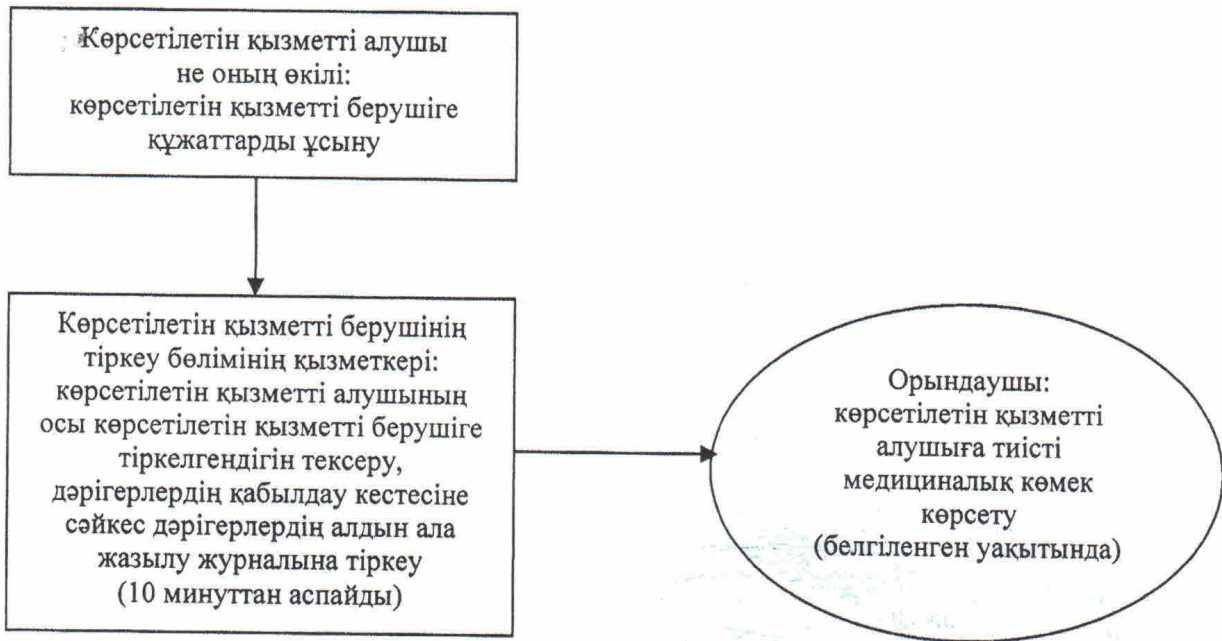 Көрсетілетін қызметті алушы
не оның өкілі:
көрсетілетін қызметті берушіге
құжаттарды ұсыну
Көрсетілетін қызметті берушінің
тіркеу бөлімінің қызметкері:
көрсетілетін қызметті алушының
осы көрсетілетін қызметті берушіге
тіркелгендігін тексеру,
дәрігерлердің қабылдау кестесіне
сәйкес дәрігерлердің алдын ала
жазылу журналына тіркеу
(10 минуттан аспайды)
Орындаушы:
көрсетілетін қызметті
алушыға тиісті
медициналық көмек
көрсету
(белгіленген уақытында)